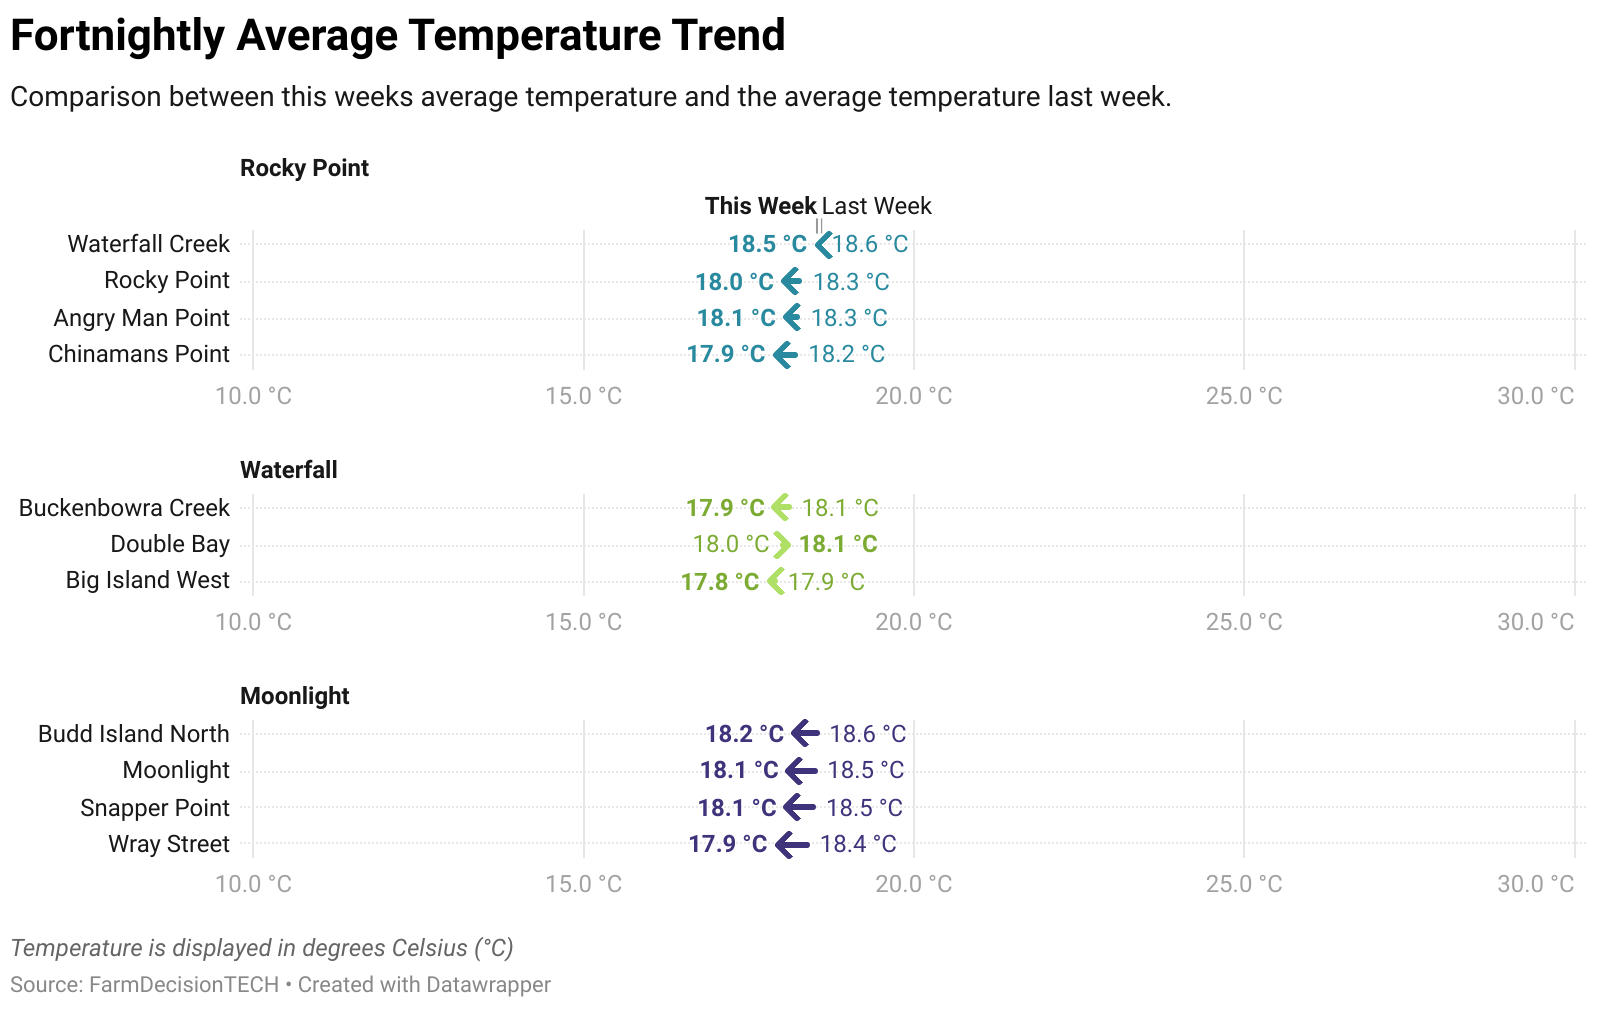 Fortnightly Average Temperature Trend
Comparison between this weeks average temperature and the average temperature last week.
Rocky Point
This Week Last Week
Waterfall Creek 18.5 °C 18.6 °C
Rocky Point 18.0 °C 18.3 °C
Angry Man Point 18.1 °C 18.3 °C
Chinamans Point 17.9 °C 18.2 °C
10.0 °C 15.0 °C 20.0 °C 25.0 °C 30.0 °C
Waterfall
Buckenbowra Creek 17.9 °C 18.1 °C
Double Bay 18.0 °C 18.1 °C
Big Island West 17.8 °C 17.9 °C
10.0 °C 15.0 °C 20.0 °C 25.0 °C 30.0 °C
Moonlight
Budd Island North 18.2 °C 18.6 °C
Moonlight 18.1 °C 18.5 °C
Snapper Point 18.1 °C 18.5 °C
Wray Street 17.9 °C 18.4 °C
10.0 °C 15.0 °C 20.0 °C 25.0 °C 30.0 °C
Temperature is displayed in degrees Celsius (°C)
Source: FarmDecisionTECH • Created with Datawrapper